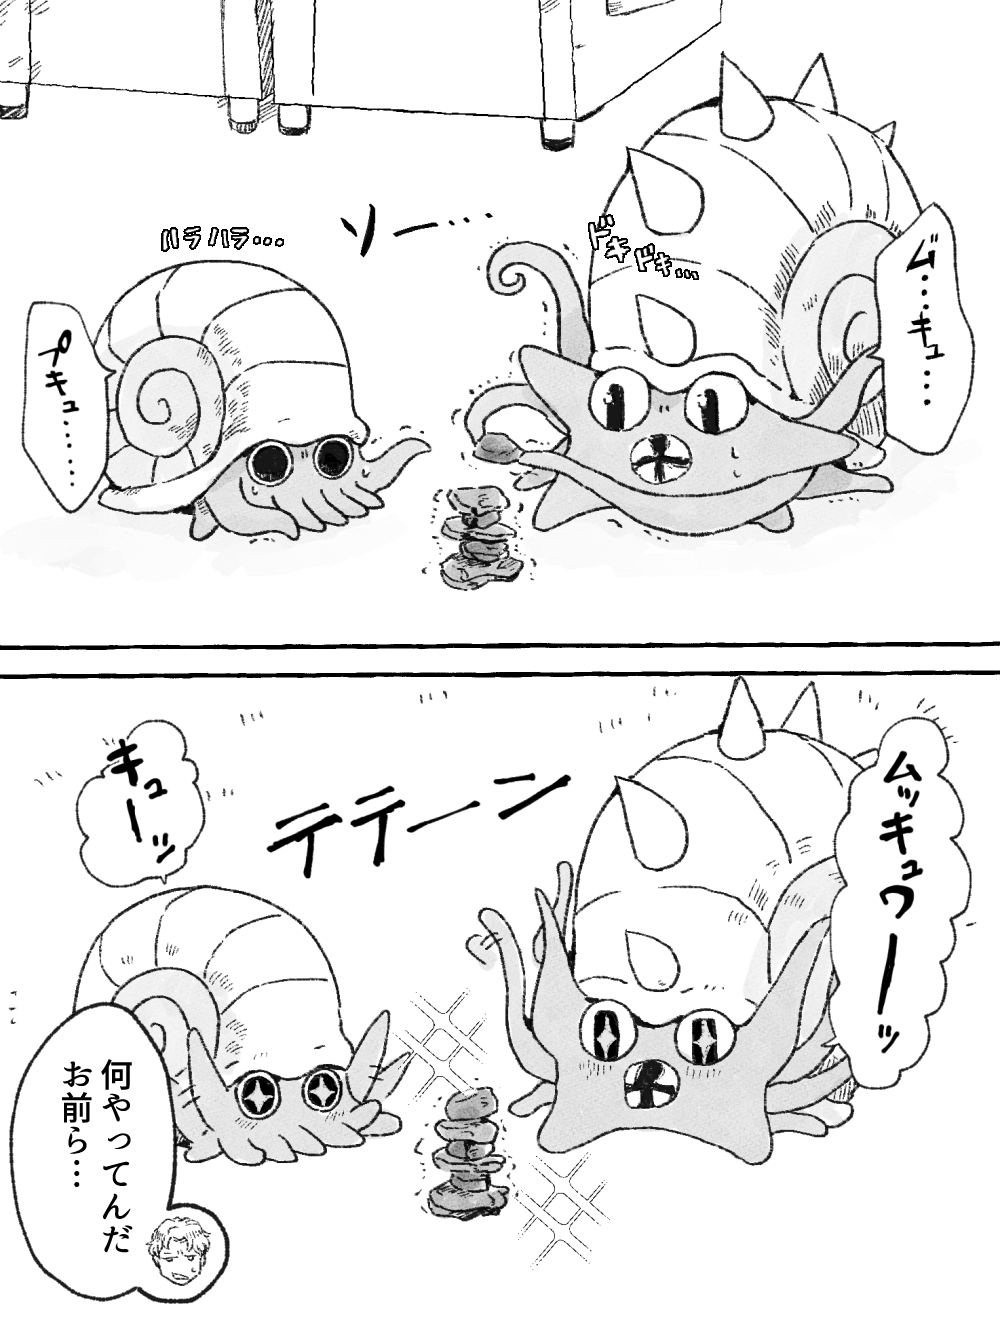 ム…キュ…
ドキドキ…
ソー…
ハラハラ…
プキュ……
ムッキュワーッ
テテーン
キューッ
何やってんだ
お前ら…